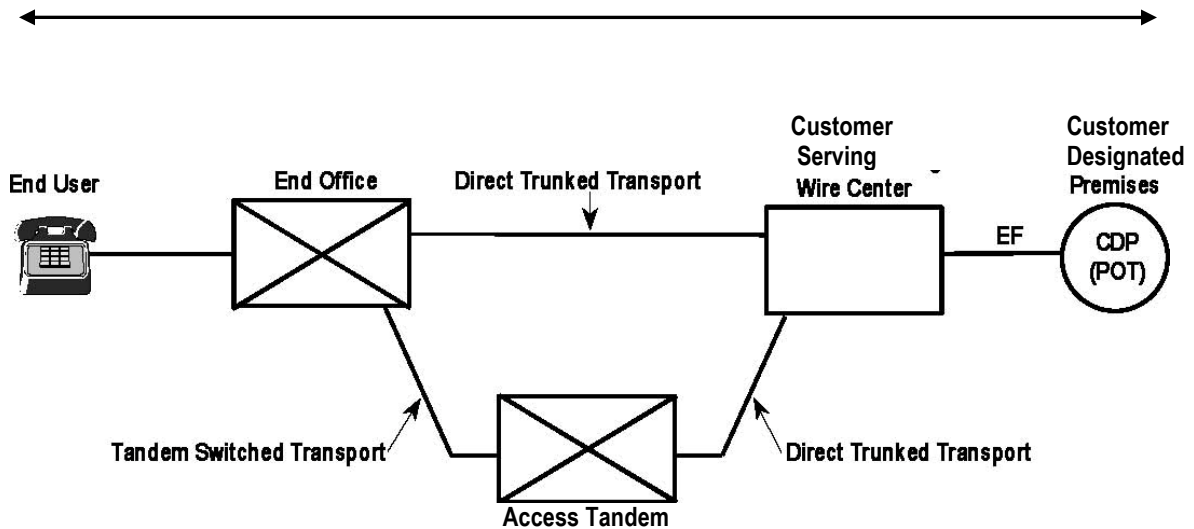 Customer
Serving
Wire Center
Customer
Designated
Premises
End User
End Office
Direct Trunked Transport
EF
CDP
(POT)
Tandem Switched Transport
Direct Trunked Transport
Access Tandem